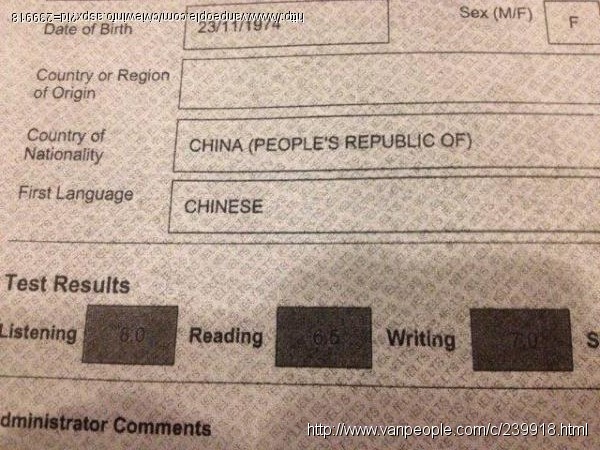 Date of Birth 23/11/1974 Sex (M/F) F
Country or Region of Origin
Country of Nationality CHINA (PEOPLE'S REPUBLIC OF)
First Language CHINESE
Test Results
Listening Reading 6.5 Writing 7.0 S
dministrator Comments
http://www.vanpeople.com/c/239918.html